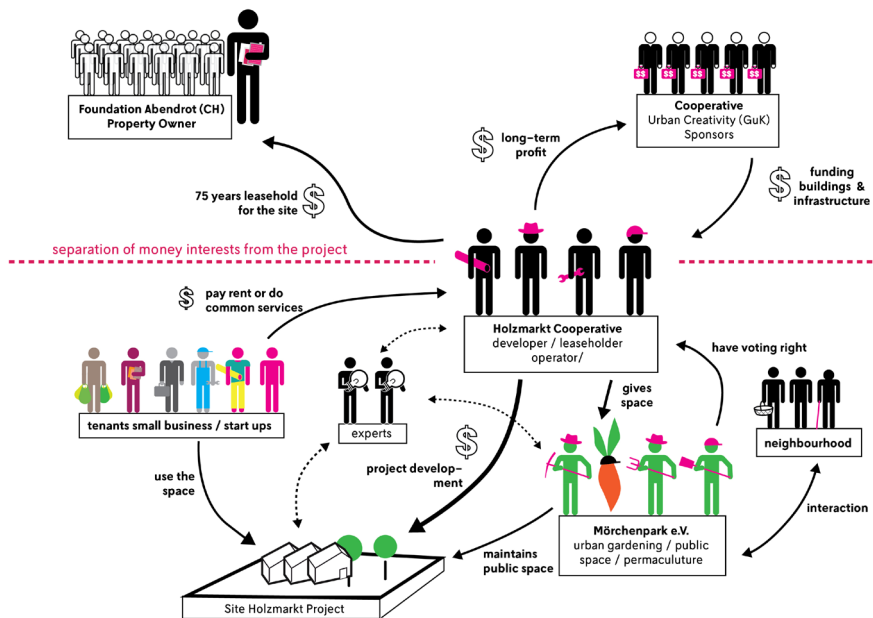 Foundation Abendrot (CH)
Property Owner
$$ $$ $$ $$ $$
Cooperative
Urban Creativity (GuK)
Sponsors
$ long-term
profit
$ funding
buildings &
infrastructure
75 years leasehold
for the site $
separation of money interests from the project
$ pay rent or do
common services
Holzmarkt Cooperative
developer / leaseholder
operator/
have voting right
gives
space
tenants small business / start ups
experts
neighbourhood
$
project develop-
ment
use the
space
interaction
Mörchenpark e.V.
urban gardening / public
space / permaculuture
maintains
public space
Site Holzmarkt Project